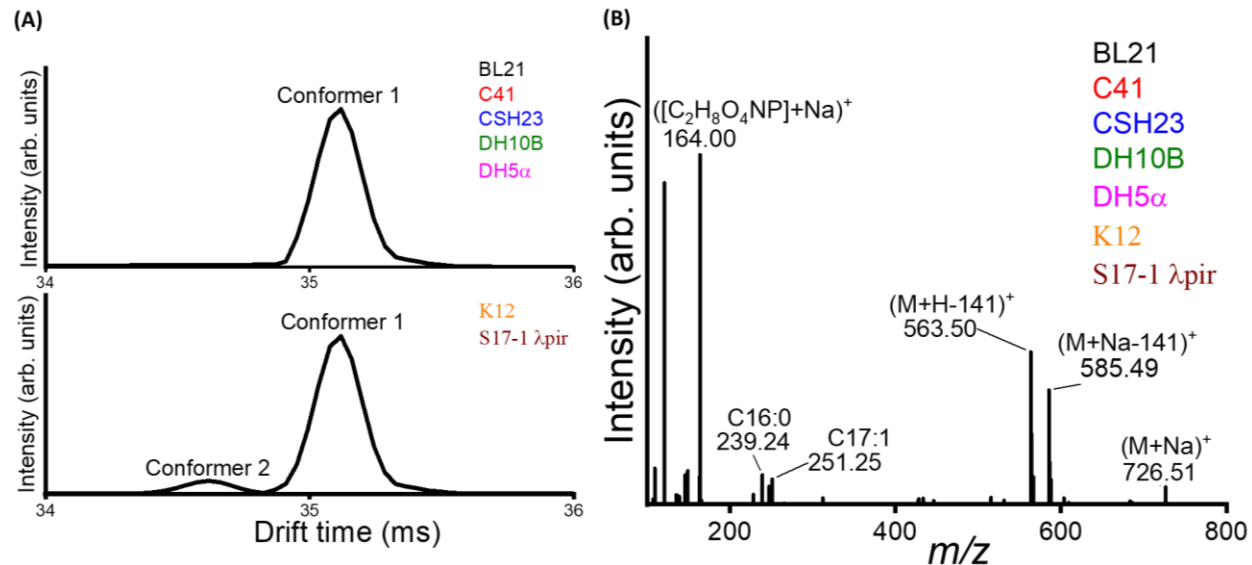 (A)
Intensity (arb. units)
Conformer 1
BL21
C41
CSH23
DH10B
DH5α
34
35
36
Intensity (arb. units)
Conformer 1
Conformer 2
K12
S17-1 λpir
34
35
36
Drift time (ms)
(B)
Intensity (arb. units)
([C₂H₈O₄NP]+Na)⁺
164.00
BL21
C41
CSH23
DH10B
DH5α
K12
S17-1 λpir
(M+H-141)⁺
563.50
(M+Na-141)⁺
585.49
C16:0
239.24
C17:1
251.25
(M+Na)⁺
726.51
200
400
600
800
m/z